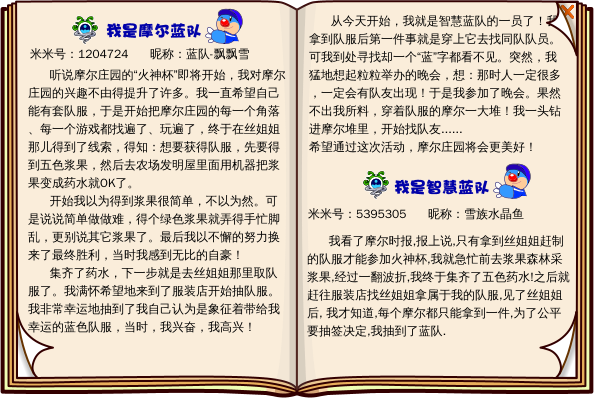 我是摩尔蓝队
米米号：1204724 昵称：蓝队-飘飘雪
听说摩尔庄园的“火神杯”即将开始，我对摩尔
庄园的兴趣不由得提升了许多。我一直希望自己
能有套队服，于是开始把摩尔庄园的每一个角落
、每一个游戏都找遍了、玩遍了，终于在丝姐姐
那儿得到了线索，得知：想要获得队服，先要得
到五色浆果，然后去农场发明屋里面用机器把浆
果变成药水就OK了。
开始我以为得到浆果很简单，不以为然。可
是说说简单做做难，得个绿色浆果就弄得手忙脚
乱，更别说其它浆果了。最后我以不懈的努力换
来了最终胜利，当时我感到无比的自豪！
集齐了药水，下一步就是去丝姐姐那里取队
服了。我满怀希望地来到了服装店开始抽队服。
我非常幸运地抽到了我自己认为是象征着带给我
幸运的蓝色队服，当时，我兴奋，我高兴！
从今天开始，我就是智慧蓝队的一员了！我
拿到队服后第一件事就是穿上它去找同队队员。
可我到处寻找却一个“蓝”字都看不见。突然，我
猛地想起粒粒举办的晚会，想：那时人一定很多
，一定会有队友出现！于是我参加了晚会。果然
不出我所料，穿着队服的摩尔一大堆！我一头钻
进摩尔堆里，开始找队友......
希望通过这次活动，摩尔庄园将会更美好！
我是智慧蓝队
米米号：5395305 昵称：雪族水晶鱼
我看了摩尔时报,报上说,只有拿到丝姐姐赶制
的队服才能参加火神杯,我就急忙前去浆果森林采
浆果,经过一翻波折,我终于集齐了五色药水!之后就
赶往服装店找丝姐姐拿属于我的队服,见了丝姐姐
后, 我才知道,每个摩尔都只能拿到一件,为了公平
要抽签决定,我抽到了蓝队.